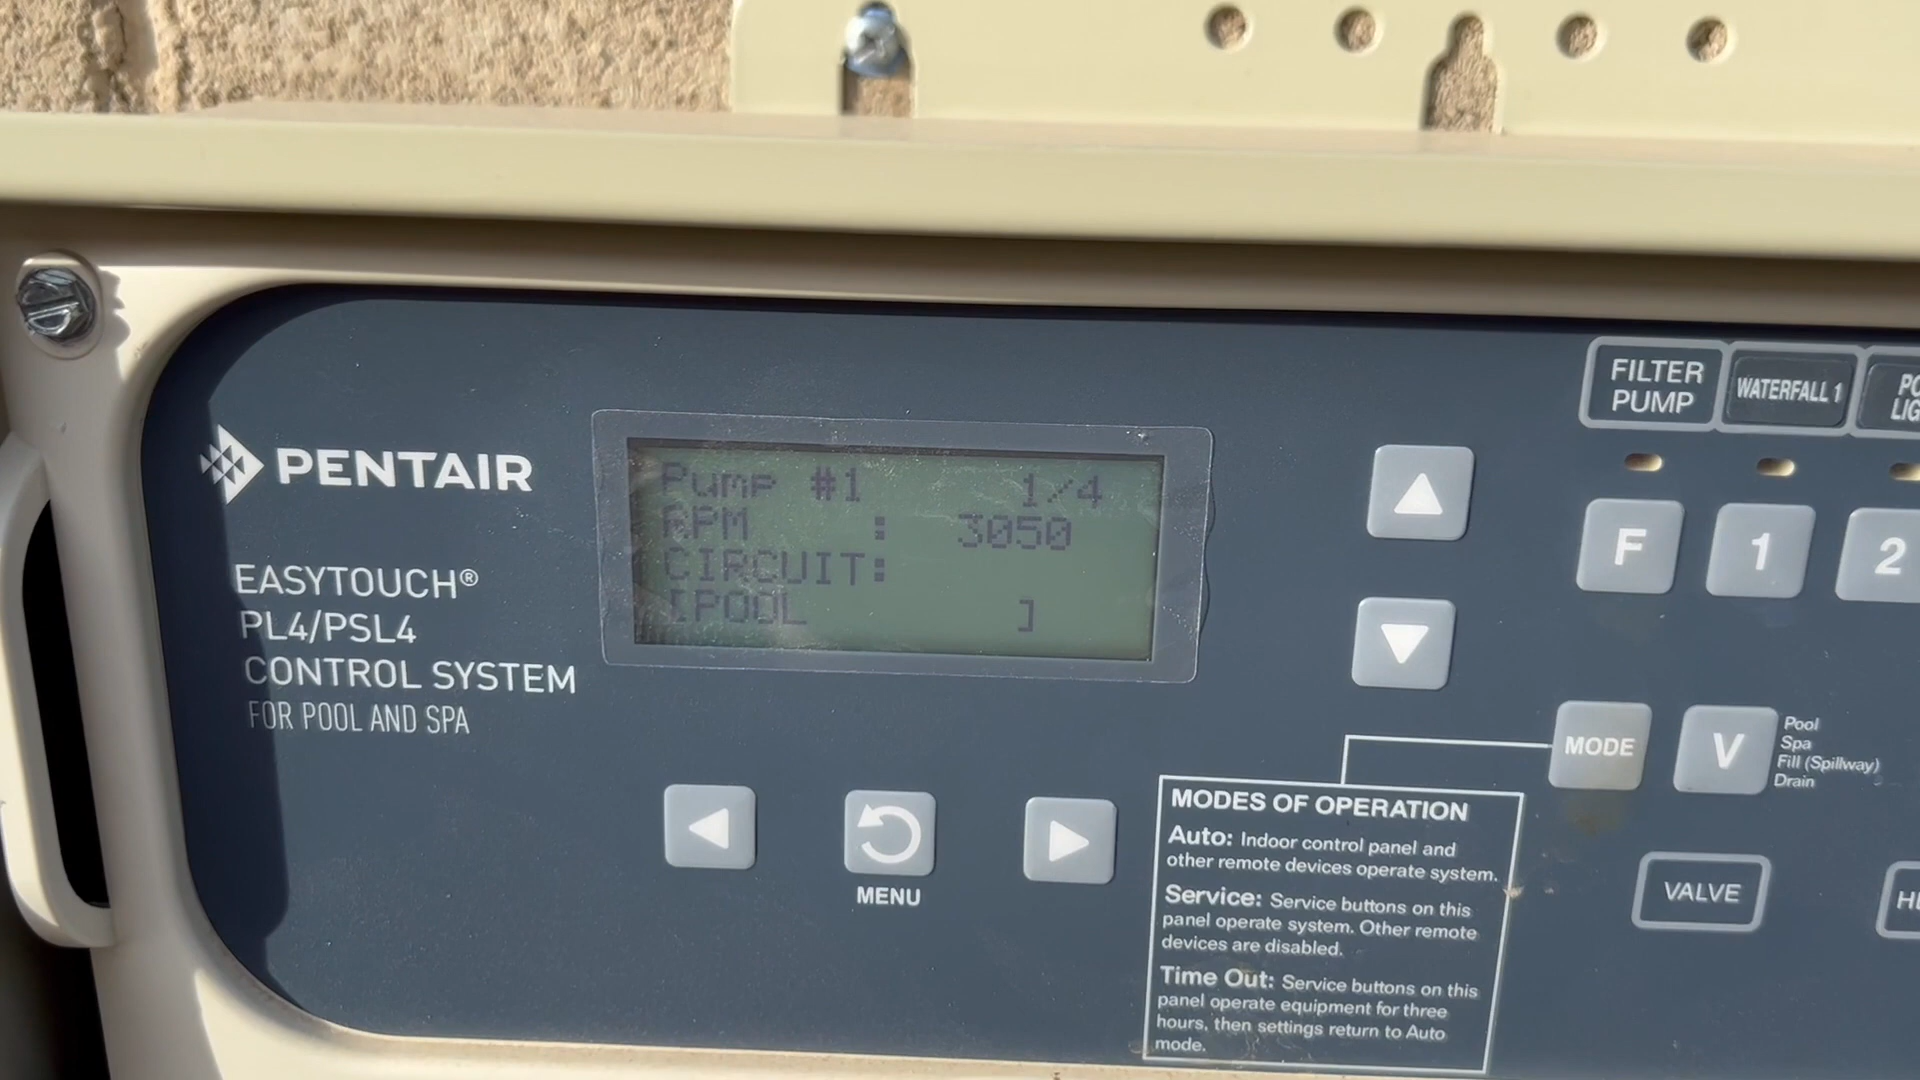 FILTER
PUMP
WATERFALL 1
PENTAIR
Pump #1 1/4
RPM : 3050
CIRCUIT:
[POOL ]
EASYTOUCH®
PL4/PSL4
CONTROL SYSTEM
FOR POOL AND SPA
F
1
2
MODE
V
Pool
Spa
Fill (Spillway)
Drain
MENU
MODES OF OPERATION
Auto: Indoor control panel and
other remote devices operate system.
Service: Service buttons on this
panel operate system. Other remote
devices are disabled.
Time Out: Service buttons on this
panel operate equipment for three
hours, then settings return to Auto
mode.
VALVE